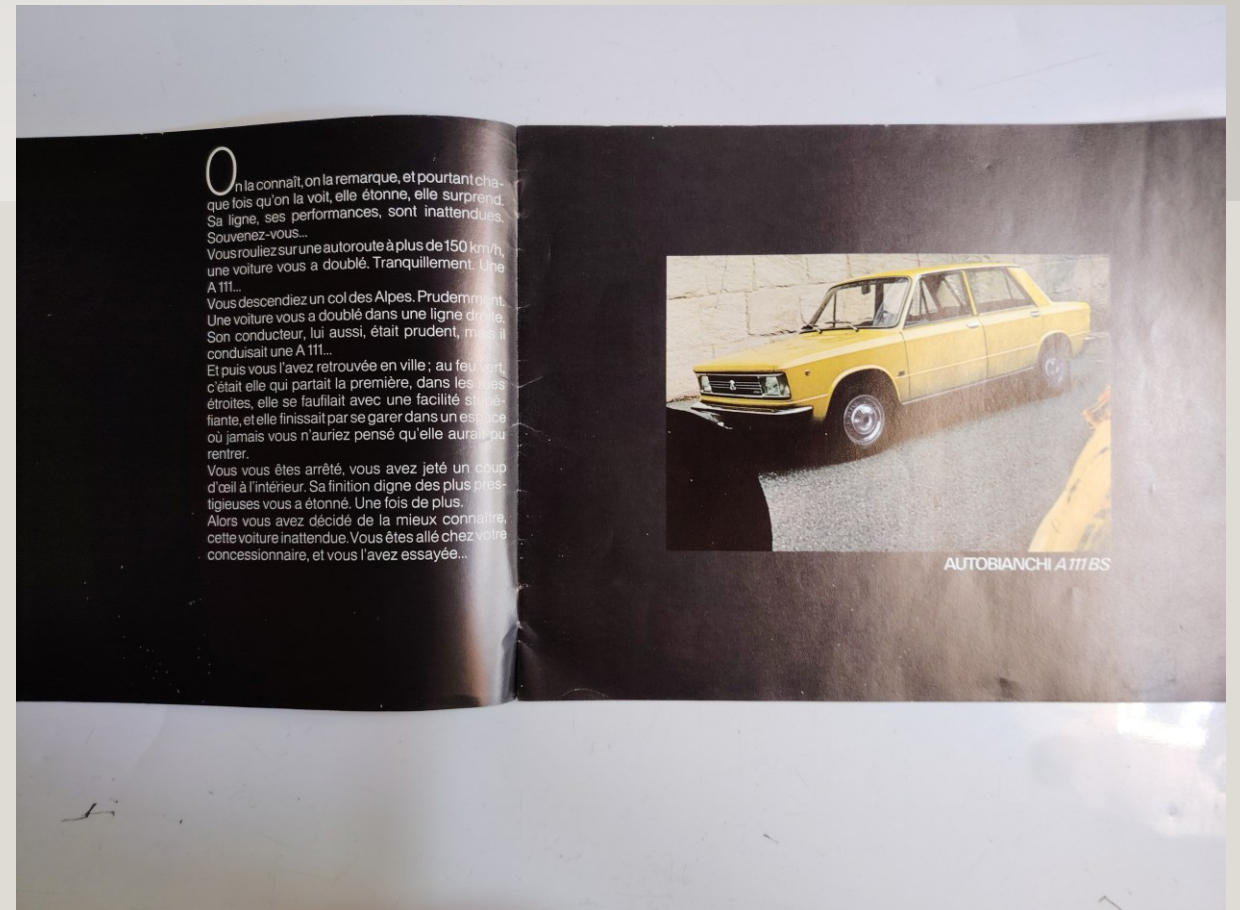 On la connaît, on la remarque, et pourtant cha-
que fois qu'on la voit, elle étonne, elle surprend.
Sa ligne, ses performances, sont inattendues.
Souvenez-vous...
Vous rouliez sur une autoroute à plus de 150 km/h,
une voiture vous a doublé. Tranquillement. Une
A 111...
Vous descendiez un col des Alpes. Prudemment.
Une voiture vous a doublé dans une ligne droite.
Son conducteur, lui aussi, était prudent, mais il
conduisait une A 111...
Et puis vous l'avez retrouvée en ville ; au feu vert,
c'était elle qui partait la première, dans les rues
étroites, elle se faufilait avec une facilité stupé-
fiante, et elle finissait par se garer dans un espace
où jamais vous n'auriez pensé qu'elle aurait pu
rentrer.
Vous vous êtes arrêté, vous avez jeté un coup
d'œil à l'intérieur. Sa finition digne des plus pres-
tigieuses vous a étonné. Une fois de plus.
Alors vous avez décidé de la mieux connaître,
cette voiture inattendue. Vous êtes allé chez votre
concessionnaire, et vous l'avez essayée...
AUTOBIANCHI A 111 BS